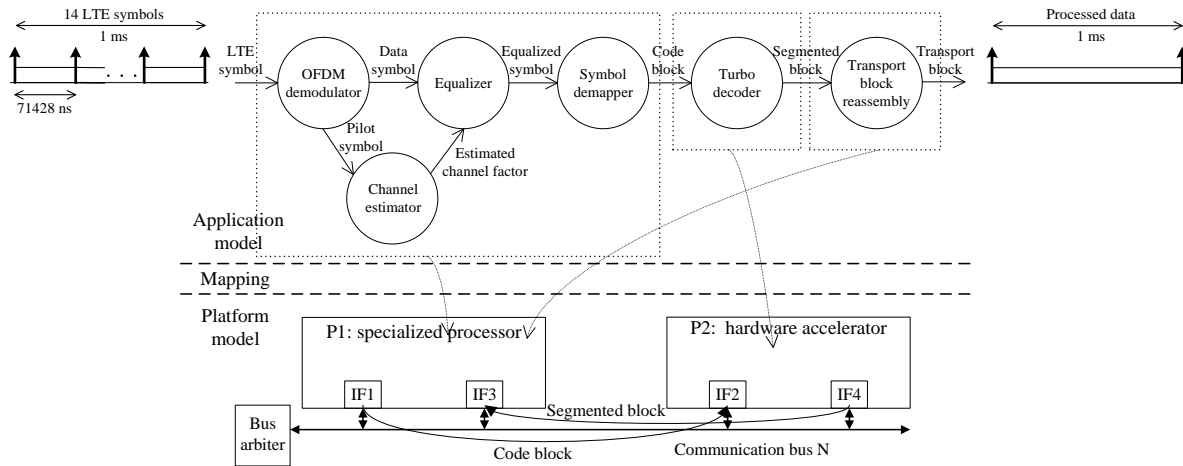 14 LTE symbols
1 ms
. . .
71428 ns
LTE
symbol
OFDM
demodulator
Data
symbol
Pilot
symbol
Channel
estimator
Estimated
channel factor
Equalizer
Equalized
symbol
Symbol
demapper
Code
block
Turbo
decoder
Segmented
block
Transport
block
reassembly
Transport
block
Processed data
1 ms
Application
model
Mapping
Platform
model
P1: specialized processor
P2: hardware accelerator
IF1
IF3
IF2
IF4
Segmented block
Bus
arbiter
Code block
Communication bus N